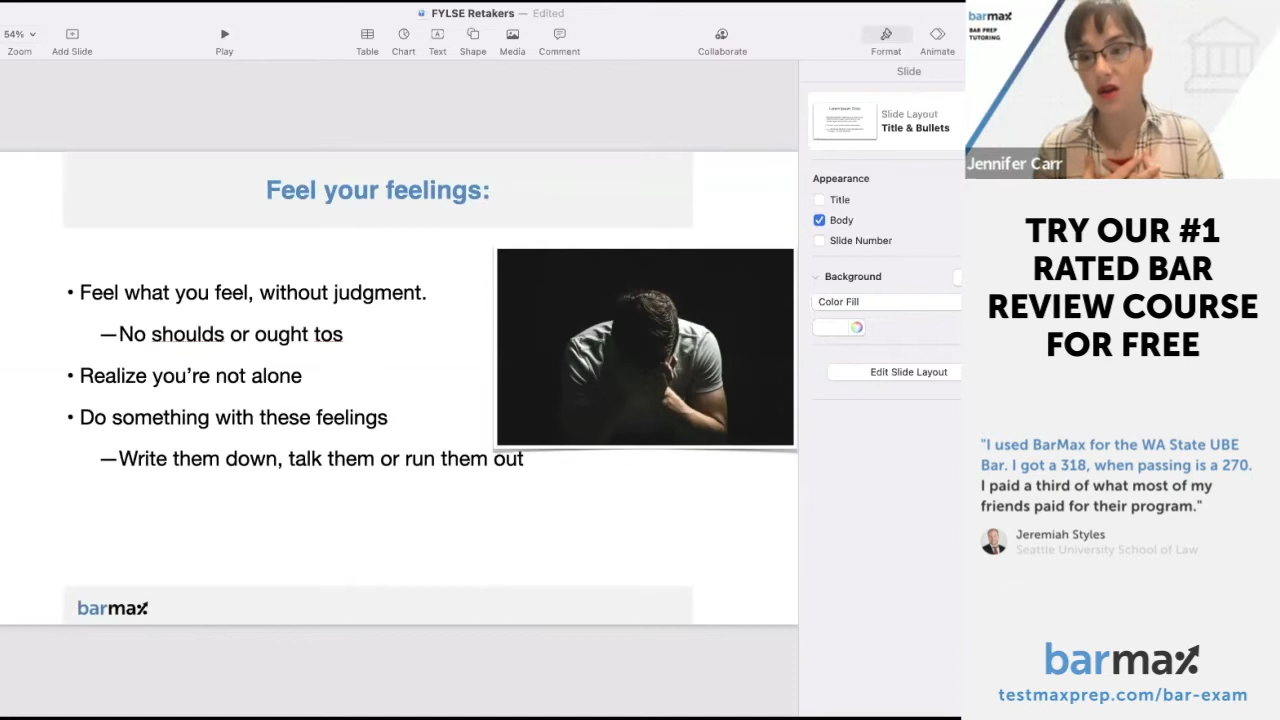 FYLSE Retakers — Edited
54%
Zoom
Add Slide
Play
Table
Chart
Text
Shape
Media
Comment
Collaborate
Format
Animate
Slide
Slide Layout
Title & Bullets
Appearance
Title
Body
Slide Number
Background
Color Fill
Edit Slide Layout
Feel your feelings:
• Feel what you feel, without judgment.
—No shoulds or ought tos
• Realize you're not alone
• Do something with these feelings
—Write them down, talk them or run them out
barmax
barmax
BAR PREP
TUTORING
Jennifer Carr
TRY OUR #1
RATED BAR
REVIEW COURSE
FOR FREE
"I used BarMax for the WA State UBE
Bar. I got a 318, when passing is a 270.
I paid a third of what most of my
friends paid for their program."
Jeremiah Styles
Seattle University School of Law
barmax
testmaxprep.com/bar-exam